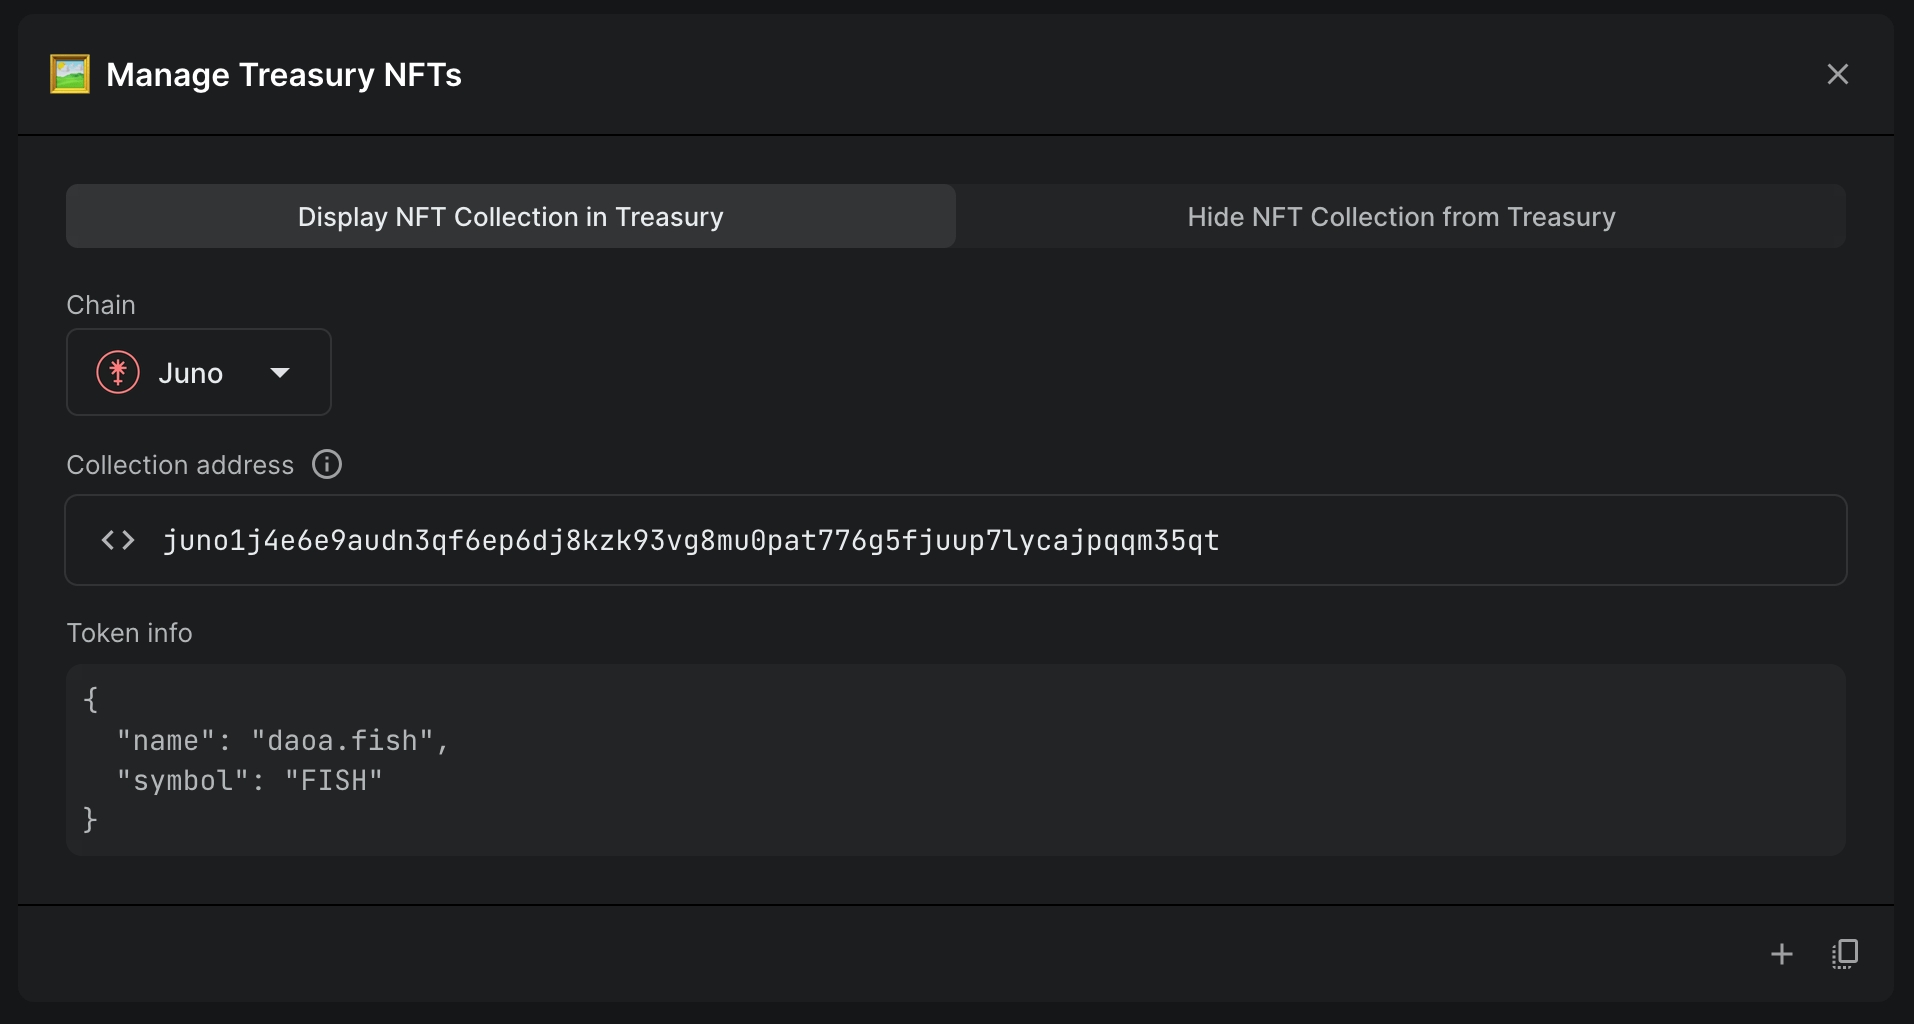 Manage Treasury NFTs
Display NFT Collection in Treasury
Hide NFT Collection from Treasury
Chain
Juno
Collection address
juno1j4e6e9audn3qf6ep6dj8kzk93vg8mu0pat776g5fjuup7lycajpqqm35qt
Token info
{
  "name": "daoa.fish",
  "symbol": "FISH"
}